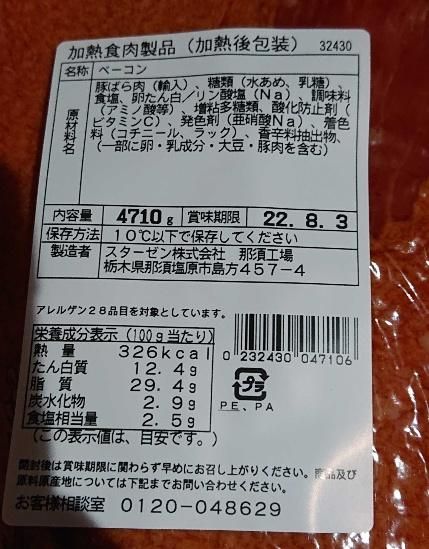 加熱食肉製品（加熱後包装） 32430
名称 ベーコン
原材料名
豚ばら肉（輸入）、糖類（水あめ、乳糖）、
食塩、卵たん白／リン酸塩（Na）、調味料
（アミノ酸等）、増粘多糖類、酸化防止剤（
ビタミンC）、発色剤（亜硝酸Na）、着色
料（コチニール、ラック）、香辛料抽出物、
（一部に卵・乳成分・大豆・豚肉を含む）
内容量 4710g 賞味期限 22. 8. 3
保存方法 10℃以下で保存してください
製造者 スターゼン株式会社 那須工場
栃木県那須塩原市島方457-4
アレルゲン28品目を対象としています。
栄養成分表示（100g当たり）
熱量 326kcal
たん白質 12.4g
脂質 29.4g
炭水化物 2.9g
食塩相当量 2.5g
（この表示値は、目安です。）
0 232430 047106
プラ
PE、PA
開封後は賞味期限に関わらず早めにお召し上がりください。商品及び
原料原産地については下記までお問い合わせください。
お客様相談室 0120-048629